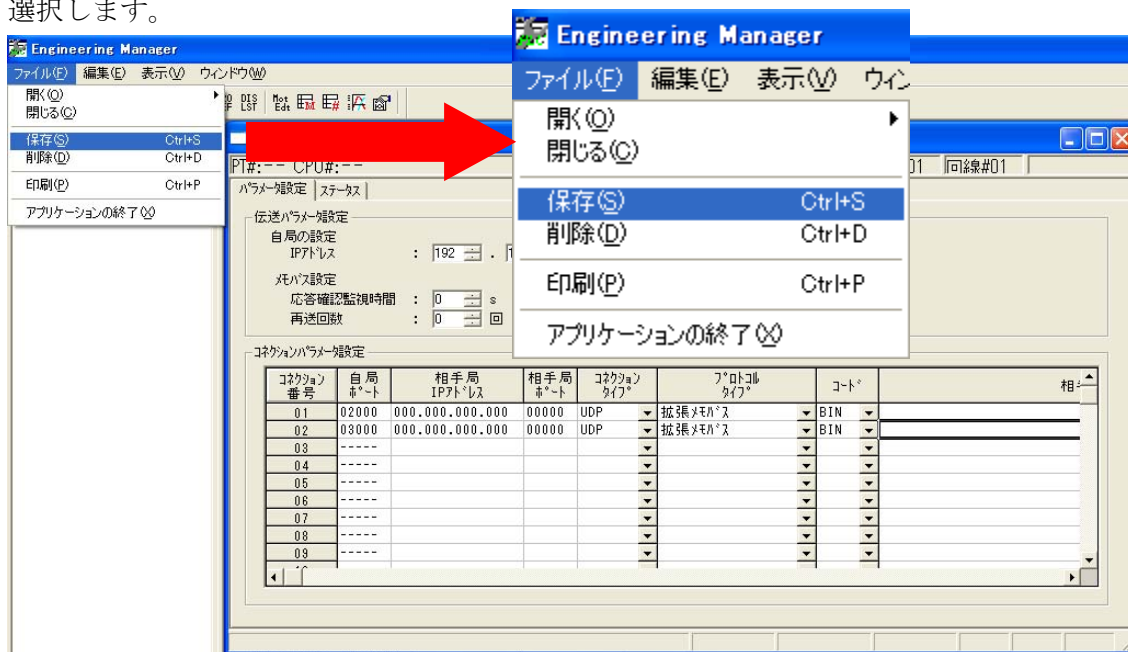 選択します。
Engineering Manager
ファイル(F) 編集(E) 表示(V) ウィンドウ(W)
開く(O)
閉じる(C)
保存(S) Ctrl+S
削除(D) Ctrl+D
印刷(P) Ctrl+P
アプリケーションの終了(X)
Engineering Manager
ファイル(F) 編集(E) 表示(V) ウィン
開く(O)
閉じる(C)
保存(S) Ctrl+S
削除(D) Ctrl+D
印刷(P) Ctrl+P
アプリケーションの終了(X)
DIS LST Mot Edt
PT#:-- CPU#:-- 01 回線#01
パラメータ設定 ステータス
伝送パラメータ設定
自局の設定
IPアドレス : 192 .
メモバス設定
応答確認監視時間 : 0 s
再送回数 : 0 回
コネクションパラメータ設定
コネクション番号 自局ポート 相手局IPアドレス 相手局ポート コネクションタイプ プロトコルタイプ コード 相
01 02000 000.000.000.000 00000 UDP 拡張メモバス BIN
02 03000 000.000.000.000 00000 UDP 拡張メモバス BIN
03 -----
04 -----
05 -----
06 -----
07 -----
08 -----
09 -----